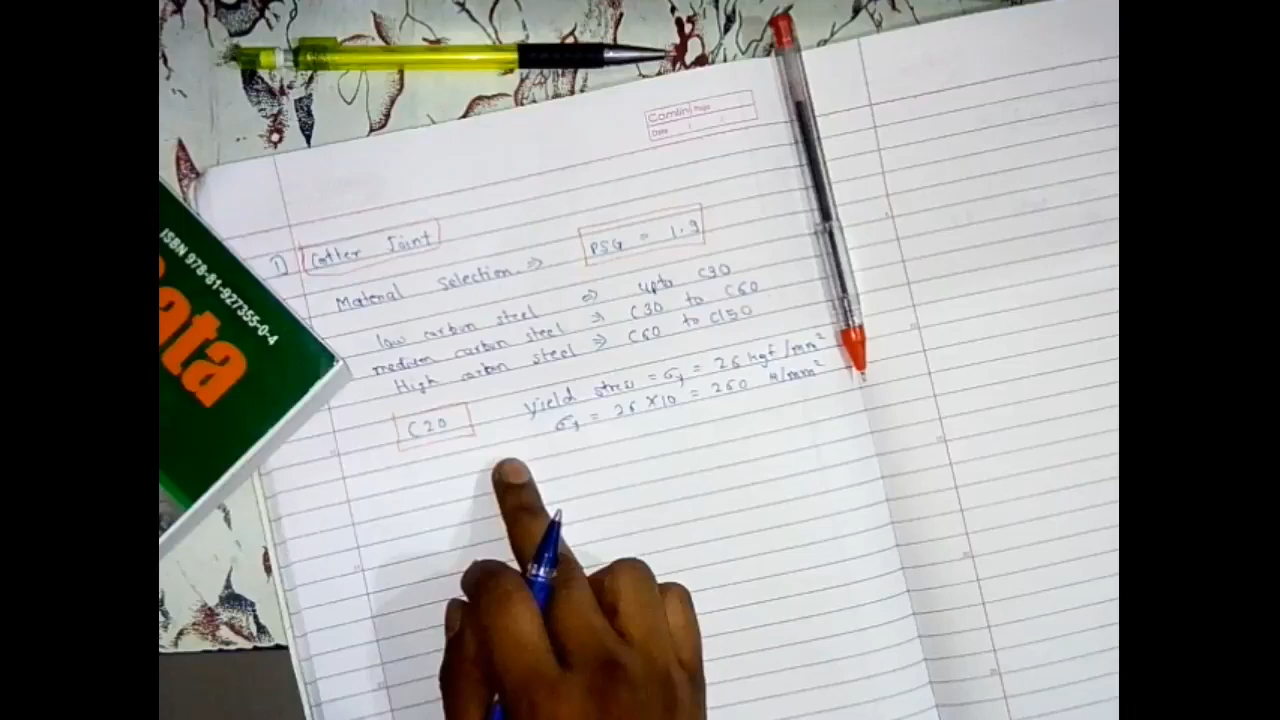 Camlin Page
Date / /
1) Cotter Joint
Material selection ⇒ PSG = 1.9
low carbon steel ⇒ upto C30
medium carbon steel ⇒ C30 to C60
High carbon steel ⇒ C60 to C150
C20 yield stress = σy = 26 kgf/mm²
σy = 26 × 10 = 260 N/mm²
ISBN 978-81-927355-0-4
ata